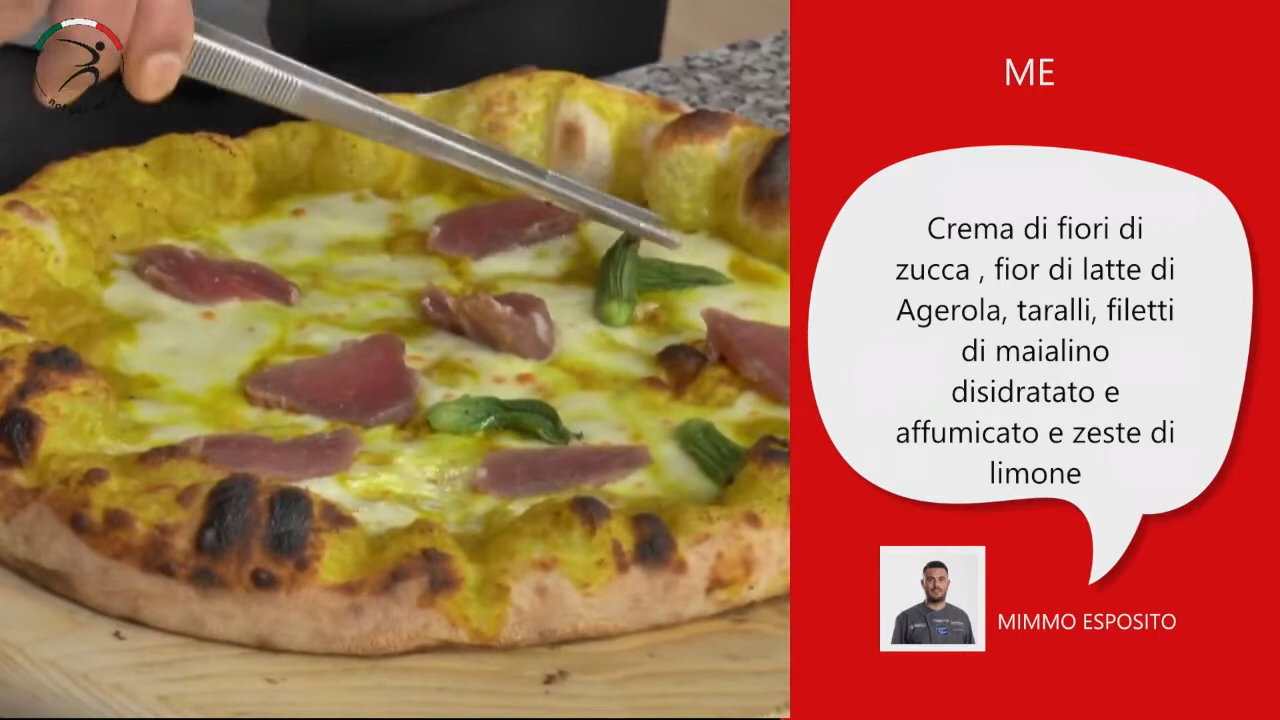 ME
Crema di fiori di
zucca , fior di latte di
Agerola, taralli, filetti
di maialino
disidratato e
affumicato e zeste di
limone
MIMMO ESPOSITO